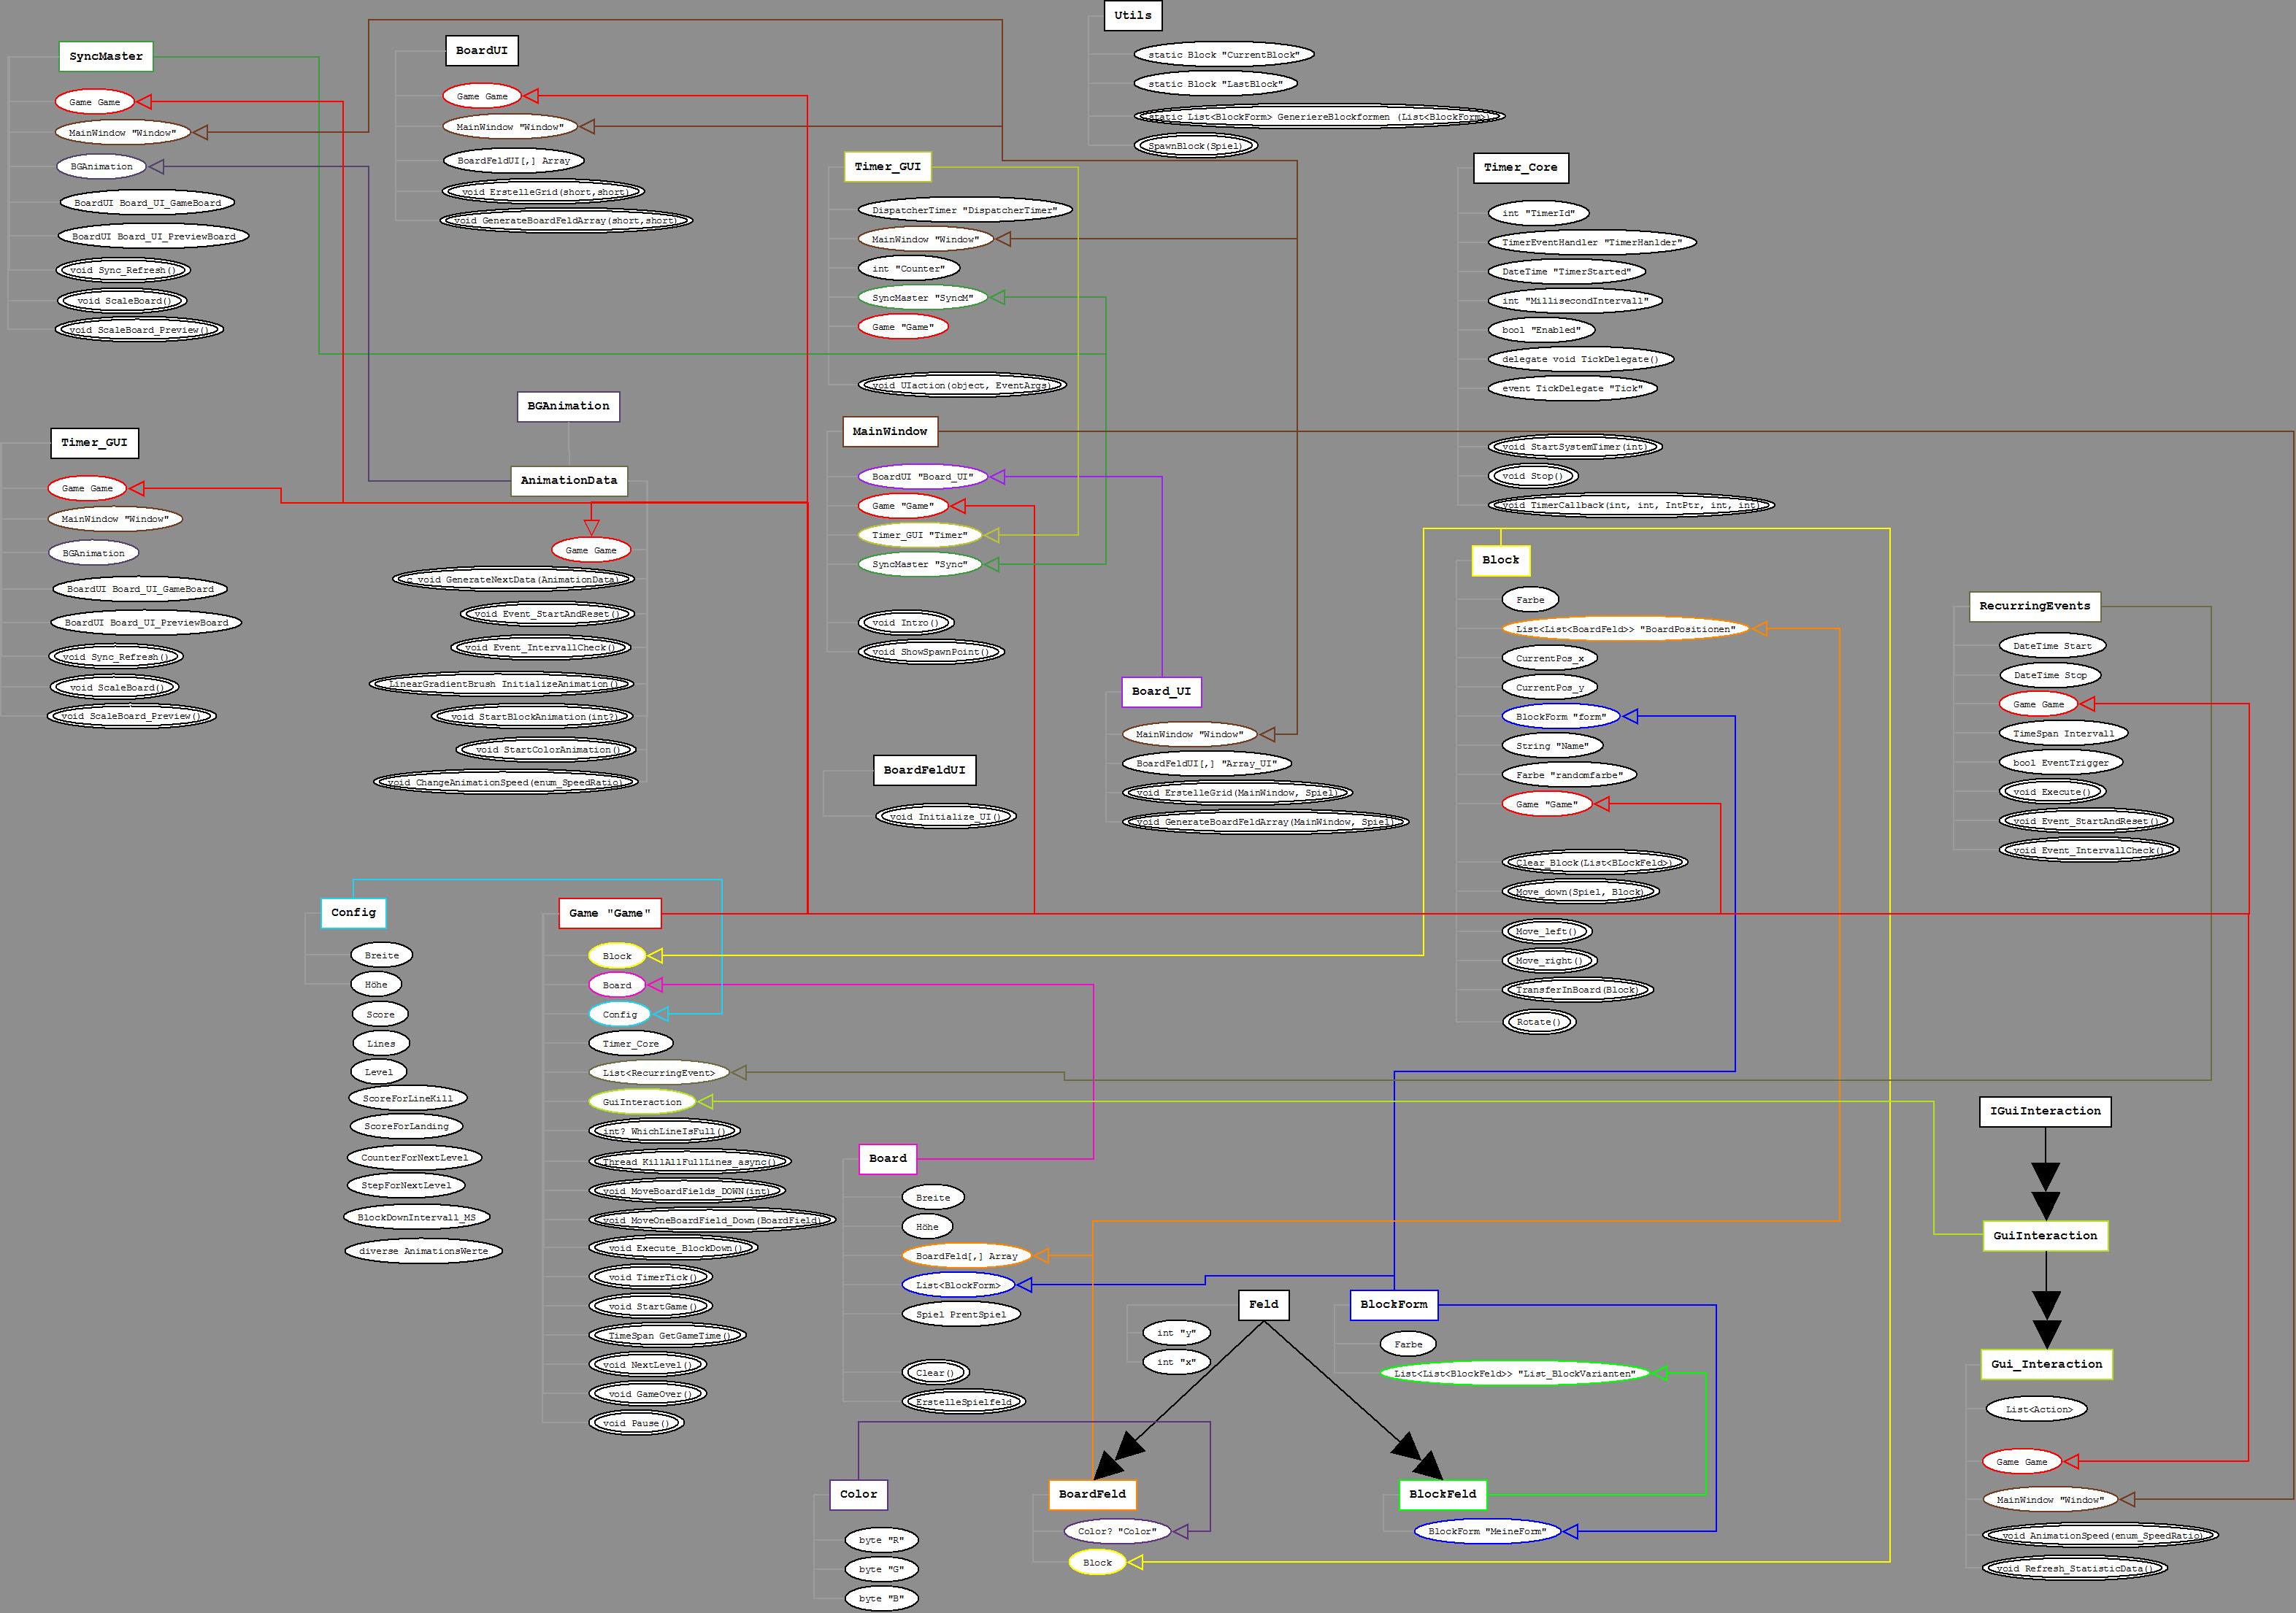 SyncMaster
Game Game
MainWindow "Window"
BGAnimation
BoardUI Board_UI_GameBoard
BoardUI Board_UI_PreviewBoard
void Sync_Refresh()
void ScaleBoard()
void ScaleBoard_Preview()
BoardUI
Game Game
MainWindow "Window"
BoardFeldUI[,] Array
void ErstelleGrid(short,short)
void GenerateBoardFeldArray(short,short)
Utils
static Block "CurrentBlock"
static Block "LastBlock"
static List<BlockForm> GeneriereBlockformen (List<BlockForm>)
SpawnBlock(Spiel)
Timer_GUI
DispatcherTimer "DispatcherTimer"
MainWindow "Window"
int "Counter"
SyncMaster "SyncM"
Game "Game"
void UIaction(object, EventArgs)
Timer_Core
int "TimerId"
TimerEventHandler "TimerHanlder"
DateTime "TimerStarted"
int "MillisecondIntervall"
bool "Enabled"
delegate void TickDelegate()
event TickDelegate "Tick"
void StartSystemTimer(int)
void Stop()
void TimerCallback(int, int, IntPtr, int, int)
Timer_GUI
Game Game
MainWindow "Window"
BGAnimation
BoardUI Board_UI_GameBoard
BoardUI Board_UI_PreviewBoard
void Sync_Refresh()
void ScaleBoard()
void ScaleBoard_Preview()
BGAnimation
AnimationData
Game Game
c void GenerateNextData(AnimationData)
void Event_StartAndReset()
void Event_IntervallCheck()
LinearGradientBrush InitializeAnimation()
void StartBlockAnimation(int?)
void StartColorAnimation()
void ChangeAnimationSpeed(enum_SpeedRatio)
MainWindow
BoardUI "Board_UI"
Game "Game"
Timer_GUI "Timer"
SyncMaster "Sync"
void Intro()
void ShowSpawnPoint()
Board_UI
MainWindow "Window"
BoardFeldUI[,] "Array_UI"
void ErstelleGrid(MainWindow, Spiel)
void GenerateBoardFeldArray(MainWindow, Spiel)
BoardFeldUI
void Initialize_UI()
Block
Farbe
List<List<BoardFeld>> "BoardPositionen"
CurrentPos_x
CurrentPos_y
BlockForm "form"
String "Name"
Farbe "randomfarbe"
Game "Game"
Clear_Block(List<BLockFeld>)
Move_down(Spiel, Block)
Move_left()
Move_right()
TransferInBoard(Block)
Rotate()
RecurringEvents
DateTime Start
DateTime Stop
Game Game
TimeSpan Intervall
bool EventTrigger
void Execute()
void Event_StartAndReset()
void Event_IntervallCheck()
Config
Breite
Höhe
Score
Lines
Level
ScoreForLineKill
ScoreForLanding
CounterForNextLevel
StepForNextLevel
BlockDownIntervall_MS
diverse AnimationsWerte
Game "Game"
Block
Board
Config
Timer_Core
List<RecurringEvent>
GuiInteraction
int? WhichLineIsFull()
Thread KillAllFullLines_async()
void MoveBoardFields_DOWN(int)
void MoveOneBoardField_Down(BoardField)
void Execute_BlockDown()
void TimerTick()
void StartGame()
TimeSpan GetGameTime()
void NextLevel()
void GameOver()
void Pause()
Board
Breite
Höhe
BoardFeld[,] Array
List<BlockForm>
Spiel PrentSpiel
Clear()
ErstelleSpielfeld
Feld
int "y"
int "x"
BlockForm
Farbe
List<List<BlockFeld>> "List_BlockVarianten"
IGuiInteraction
GuiInteraction
Gui_Interaction
List<Action>
Game Game
MainWindow "Window"
void AnimationSpeed(enum_SpeedRatio)
void Refresh_StatisticData()
Color
byte "R"
byte "G"
byte "B"
BoardFeld
Color? "Color"
Block
BlockFeld
BlockForm "MeineForm"